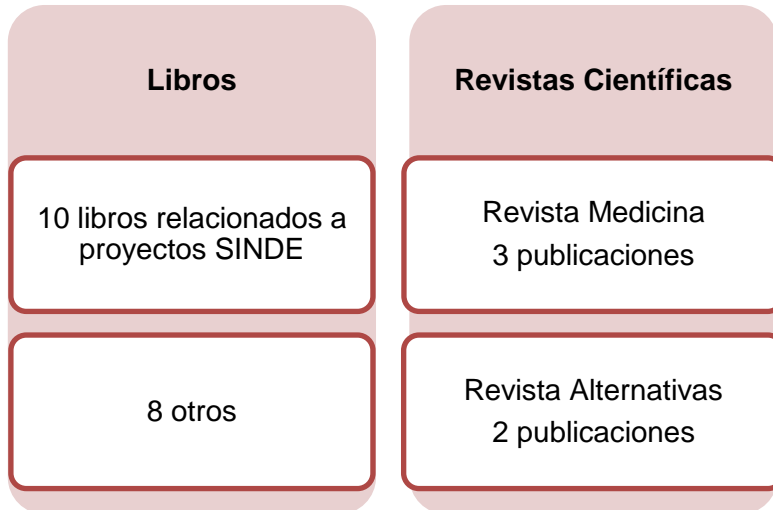 Libros
10 libros relacionados a
proyectos SINDE
8 otros
Revistas Científicas
Revista Medicina
3 publicaciones
Revista Alternativas
2 publicaciones